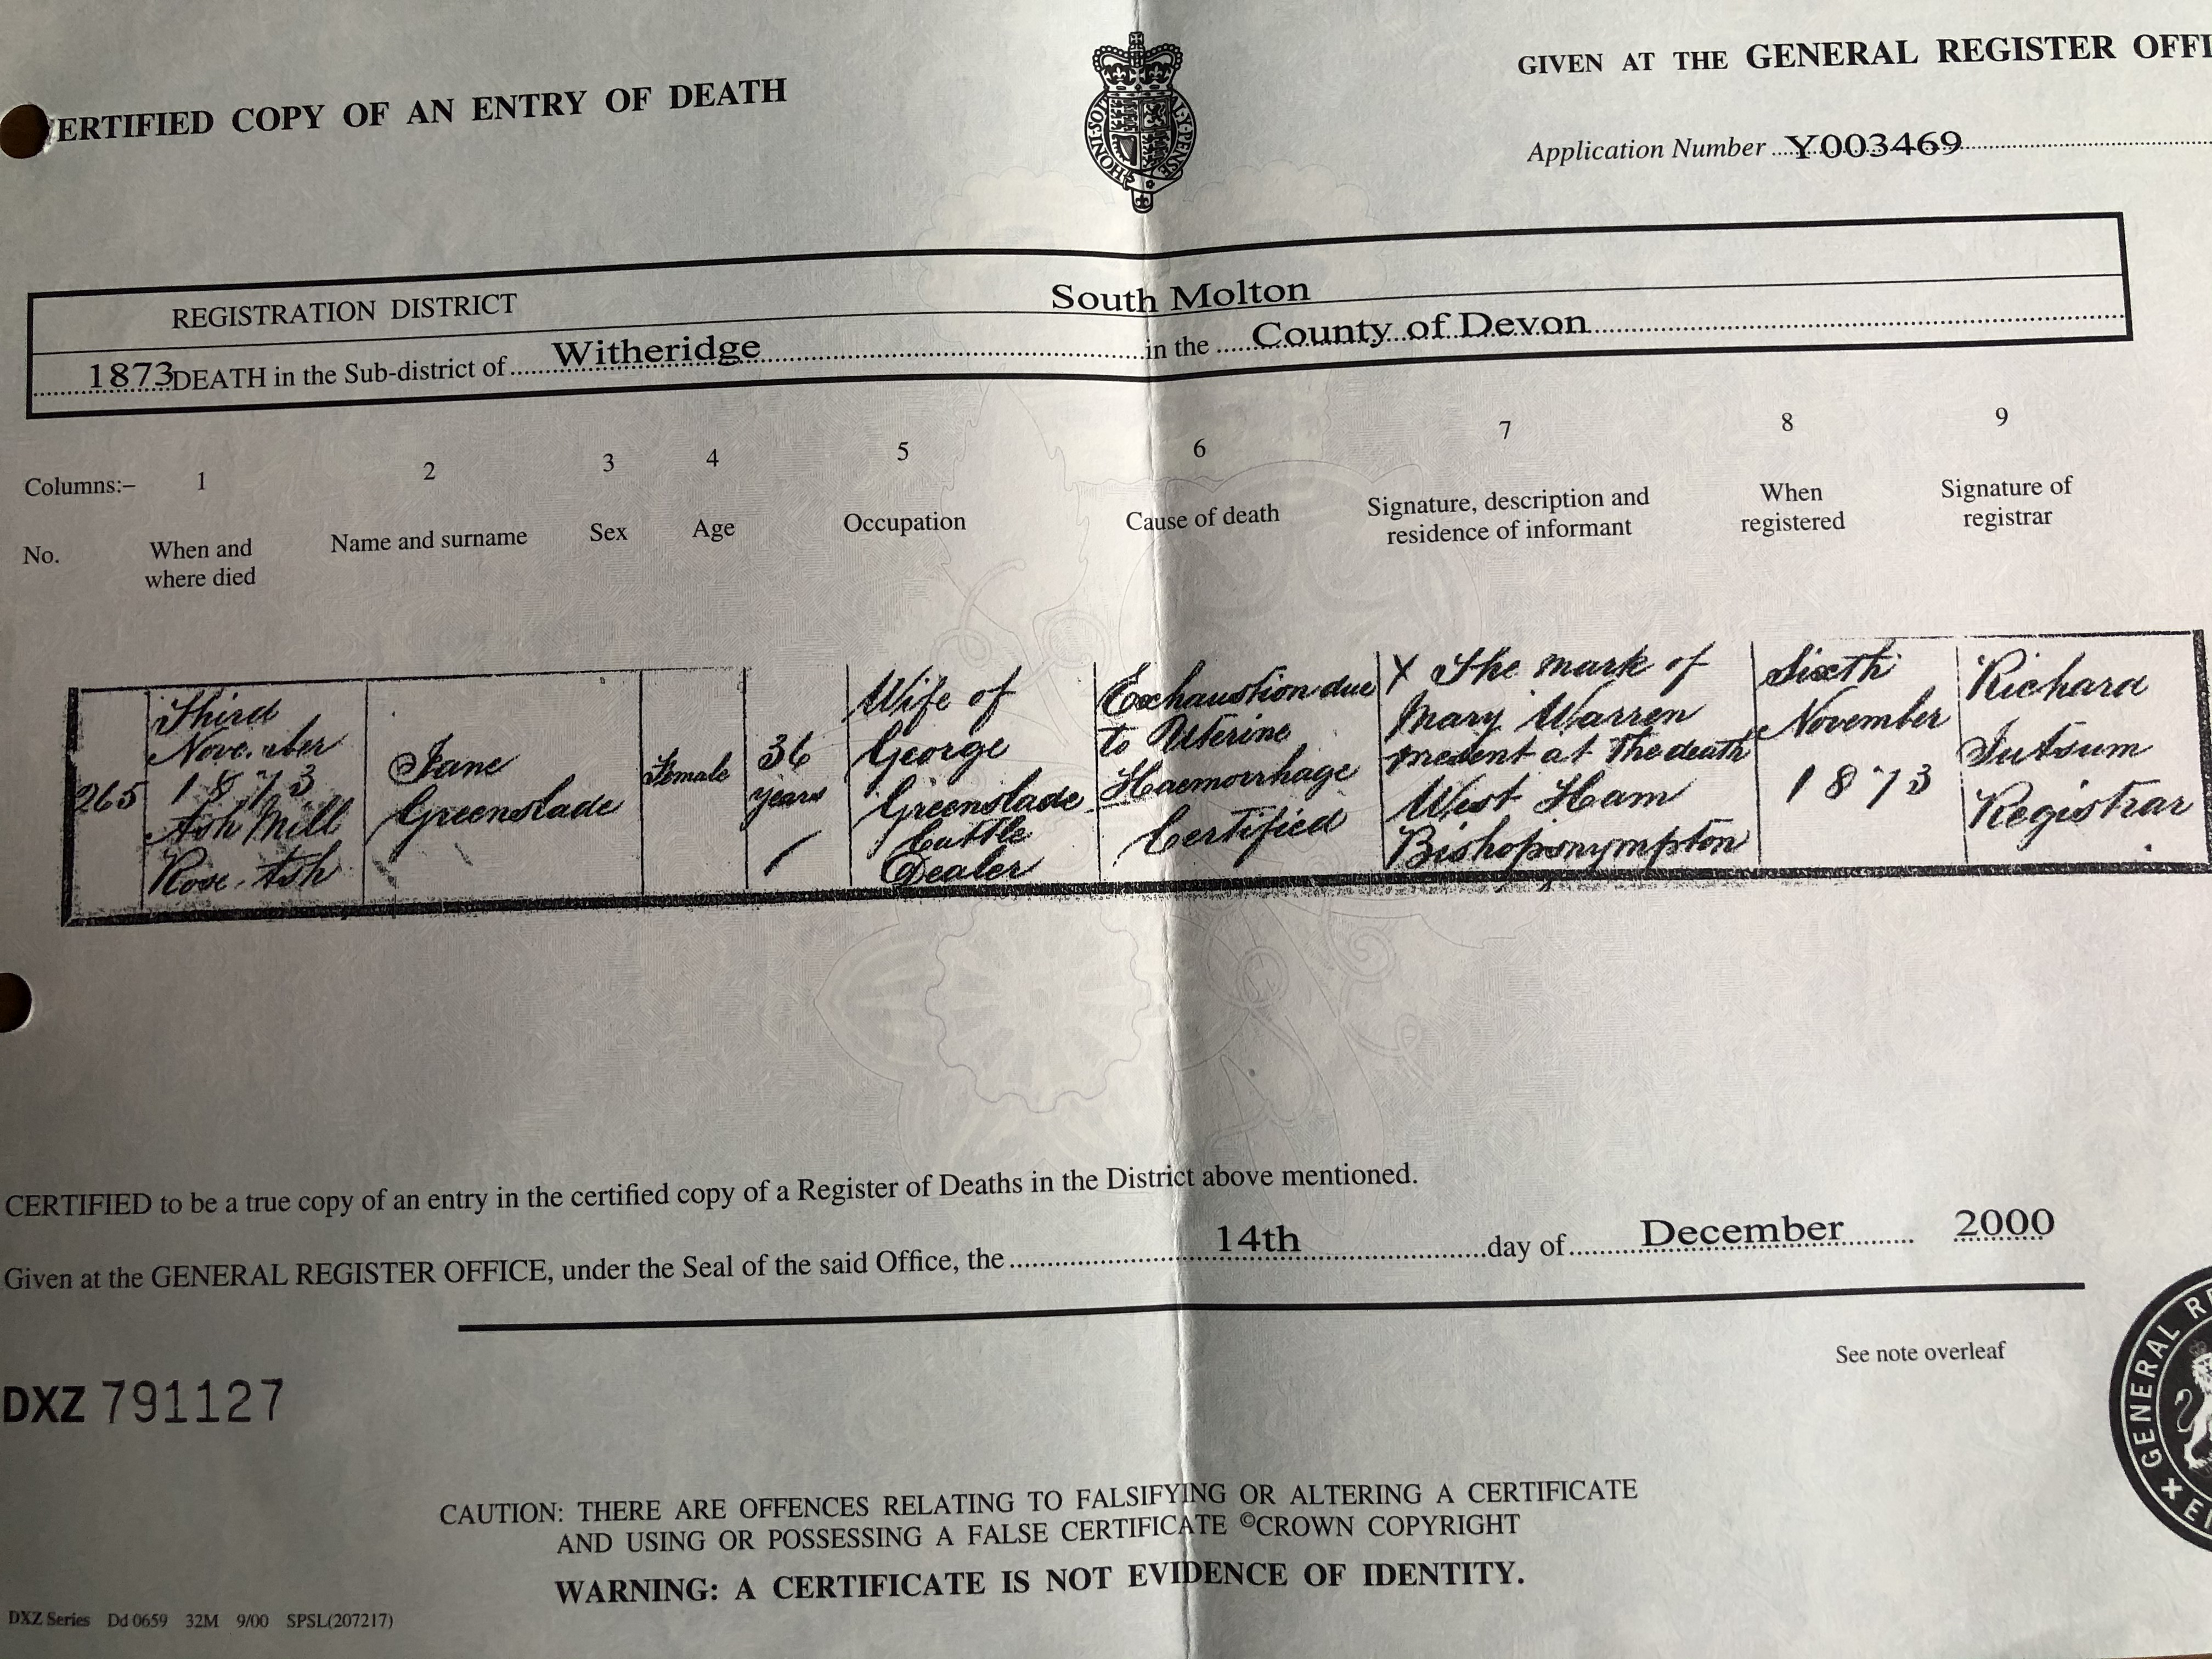 ERTIFIED COPY OF AN ENTRY OF DEATH
GIVEN AT THE GENERAL REGISTER OFFI
Application Number Y003469
HONI·SOI ALY·PENSE
REGISTRATION DISTRICT South Molton
1873 DEATH in the Sub-district of Witheridge in the County of Devon
Columns:– 1 2 3 4 5 6 7 8 9
No. When and where died Name and surname Sex Age Occupation Cause of death Signature, description and residence of informant When registered Signature of registrar
265
Third
November
1873
Ash Mill
Rose Ash
Jane
Greenslade
Female
36
years
Wife of
George
Greenslade
Cattle
Dealer
Exhaustion due
to Uterine
Haemorrhage
Certified
X The mark of
Mary Warren
present at the death
West Ham
Bishopsnympton
Sixth
November
1873
Richard
Jutsum
Registrar
CERTIFIED to be a true copy of an entry in the certified copy of a Register of Deaths in the District above mentioned.
Given at the GENERAL REGISTER OFFICE, under the Seal of the said Office, the 14th day of December 2000
See note overleaf
DXZ 791127
GENERAL RE
EN
CAUTION: THERE ARE OFFENCES RELATING TO FALSIFYING OR ALTERING A CERTIFICATE
AND USING OR POSSESSING A FALSE CERTIFICATE ©CROWN COPYRIGHT
WARNING: A CERTIFICATE IS NOT EVIDENCE OF IDENTITY.
DXZ Series Dd 0659 32M 9/00 SPSL(207217)